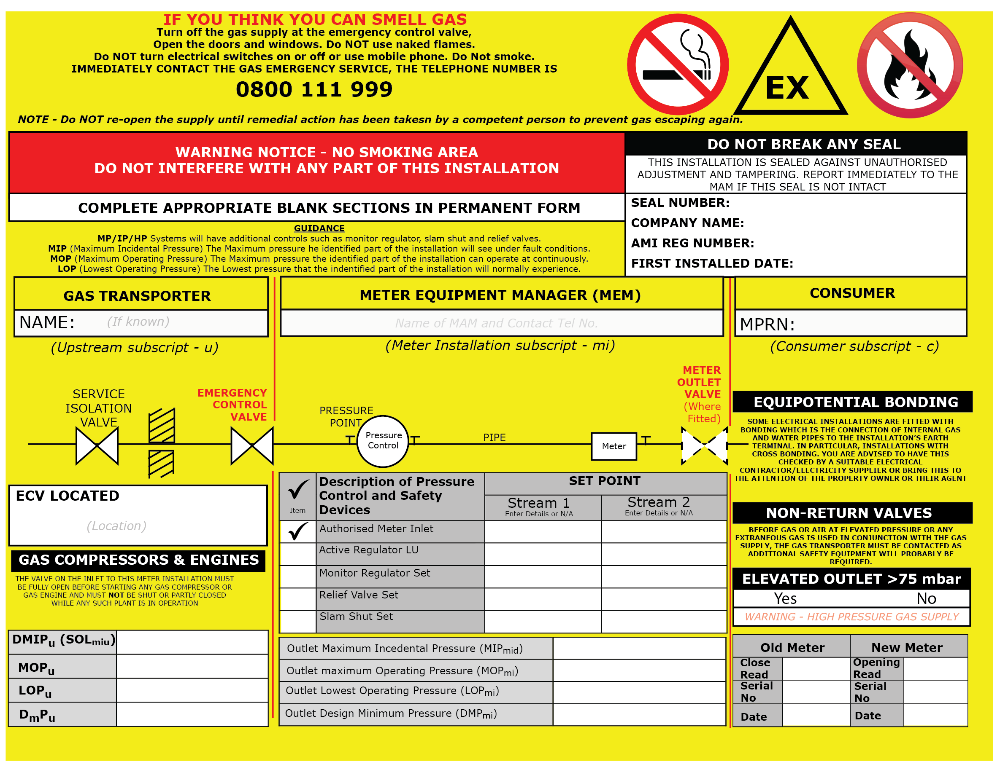 IF YOU THINK YOU CAN SMELL GAS
Turn off the gas supply at the emergency control valve,
Open the doors and windows. Do NOT use naked flames.
Do NOT turn electrical switches on or off or use mobile phone. Do Not smoke.
IMMEDIATELY CONTACT THE GAS EMERGENCY SERVICE, THE TELEPHONE NUMBER IS
0800 111 999
EX
NOTE - Do NOT re-open the supply until remedial action has been takesn by a competent person to prevent gas escaping again.
WARNING NOTICE - NO SMOKING AREA
DO NOT INTERFERE WITH ANY PART OF THIS INSTALLATION
DO NOT BREAK ANY SEAL
THIS INSTALLATION IS SEALED AGAINST UNAUTHORISED
ADJUSTMENT AND TAMPERING. REPORT IMMEDIATELY TO THE
MAM IF THIS SEAL IS NOT INTACT
COMPLETE APPROPRIATE BLANK SECTIONS IN PERMANENT FORM
SEAL NUMBER:
COMPANY NAME:
AMI REG NUMBER:
FIRST INSTALLED DATE:
GUIDANCE
MP/IP/HP Systems will have additional controls such as monitor regulator, slam shut and relief valves.
MIP (Maximum Incidental Pressure) The Maximum pressure he identified part of the installation will see under fault conditions.
MOP (Maximum Operating Pressure) The Maximum pressure the identified part of the installation can operate at continuously.
LOP (Lowest Operating Pressure) The Lowest pressure that the indentified part of the installation will normally experience.
GAS TRANSPORTER
NAME: (If known)
(Upstream subscript - u)
METER EQUIPMENT MANAGER (MEM)
Name of MAM and Contact Tel No.
(Meter Installation subscript - mi)
CONSUMER
MPRN:
(Consumer subscript - c)
SERVICE
ISOLATION
VALVE
EMERGENCY
CONTROL
VALVE
PRESSURE
POINT
Pressure
Control
PIPE
Meter
METER
OUTLET
VALVE
(Where
Fitted)
ECV LOCATED
(Location)
GAS COMPRESSORS & ENGINES
THE VALVE ON THE INLET TO THIS METER INSTALLATION MUST
BE FULLY OPEN BEFORE STARTING ANY GAS COMPRESSOR OR
GAS ENGINE AND MUST NOT BE SHUT OR PARTLY CLOSED
WHILE ANY SUCH PLANT IS IN OPERATION
DMIPu (SOLmiu)
MOPu
LOPu
DmPu
Item
Description of Pressure
Control and Safety
Devices
SET POINT
Stream 1
Enter Details or N/A
Stream 2
Enter Details or N/A
Authorised Meter Inlet
Active Regulator LU
Monitor Regulator Set
Relief Valve Set
Slam Shut Set
Outlet Maximum Incedental Pressure (MIPmid)
Outlet maximum Operating Pressure (MOPmi)
Outlet Lowest Operating Pressure (LOPmi)
Outlet Design Minimum Pressure (DMPmi)
EQUIPOTENTIAL BONDING
SOME ELECTRICAL INSTALLATIONS ARE FITTED WITH
BONDING WHICH IS THE CONNECTION OF INTERNAL GAS
AND WATER PIPES TO THE INSTALLATION'S EARTH
TERMINAL. IN PARTICULAR, INSTALLATIONS WITH
CROSS BONDING. YOU ARE ADVISED TO HAVE THIS
CHECKED BY A SUITABLE ELECTRICAL
CONTRACTOR/ELECTRICITY SUPPLIER OR BRING THIS TO
THE ATTENTION OF THE PROPERTY OWNER OR THEIR AGENT
NON-RETURN VALVES
BEFORE GAS OR AIR AT ELEVATED PRESSURE OR ANY
EXTRANEOUS GAS IS USED IN CONJUNCTION WITH THE GAS
SUPPLY, THE GAS TRANSPORTER MUST BE CONTACTED AS
ADDITIONAL SAFETY EQUIPMENT WILL PROBABLY BE
REQUIRED.
ELEVATED OUTLET >75 mbar
Yes No
WARNING - HIGH PRESSURE GAS SUPPLY
Old Meter New Meter
Close
Read
Opening
Read
Serial
No
Serial
No
Date Date